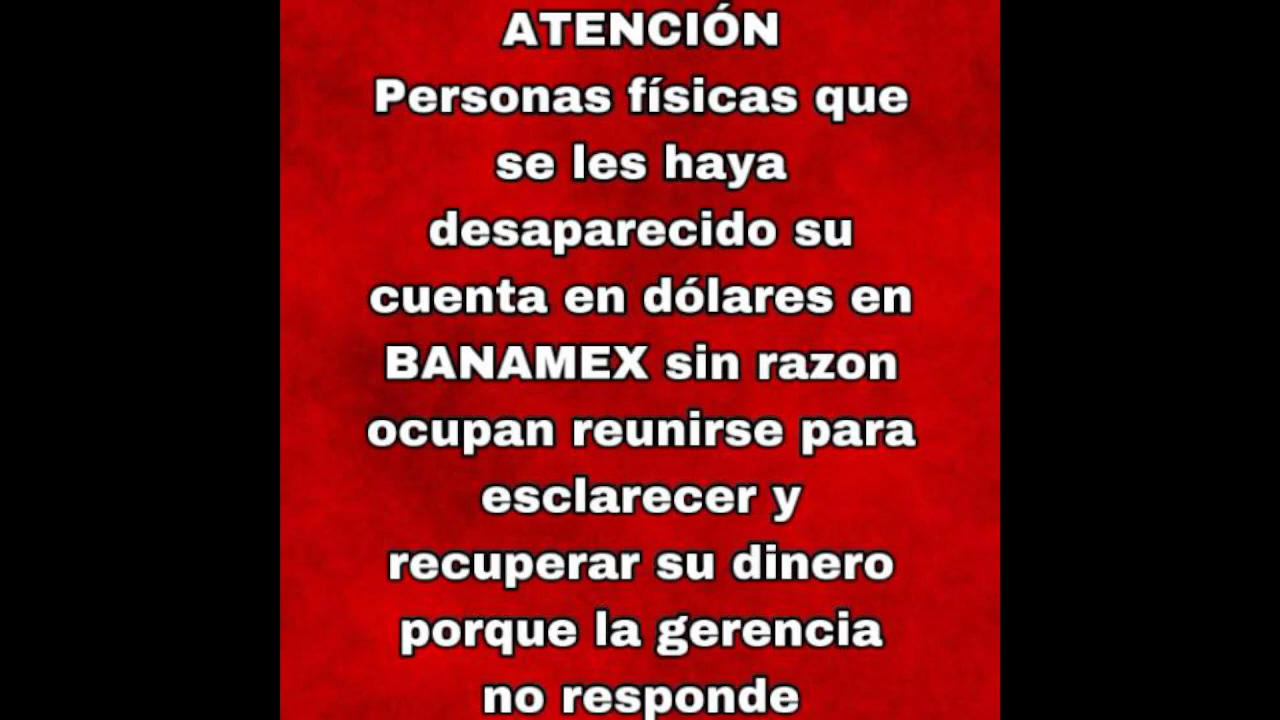 ATENCIÓN
Personas físicas que
se les haya
desaparecido su
cuenta en dólares en
BANAMEX sin razon
ocupan reunirse para
esclarecer y
recuperar su dinero
porque la gerencia
no responde